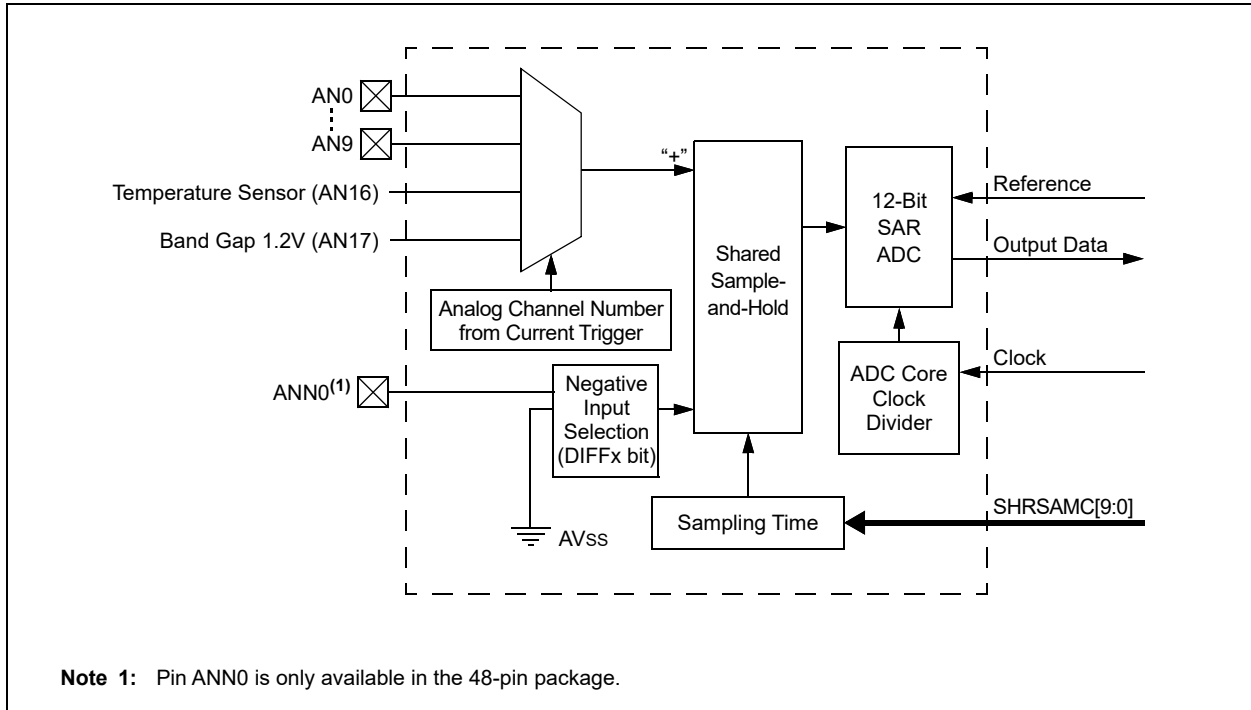 AN0
AN9
Temperature Sensor (AN16)
Band Gap 1.2V (AN17)
Analog Channel Number
from Current Trigger
ANN0(1)
Negative
Input
Selection
(DIFFx bit)
AVSS
“+”
Shared
Sample-
and-Hold
Sampling Time
12-Bit
SAR
ADC
ADC Core
Clock
Divider
Reference
Output Data
Clock
SHRSAMC[9:0]
Note 1: Pin ANN0 is only available in the 48-pin package.